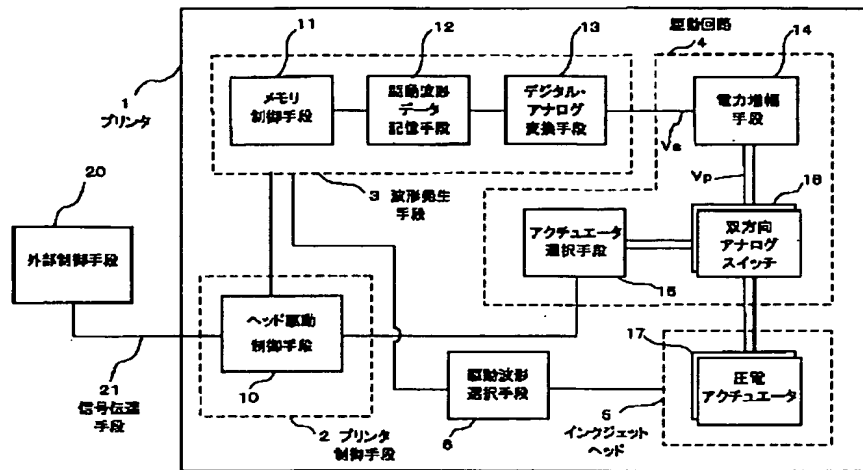 駆動回路
4
11
12
13
14
メモリ
制御手段
駆動波形
データ
記憶手段
デジタル・
アナログ
変換手段
電力増幅
手段
1
プリンタ
Va
Vp
3 波形発生
手段
20
外部制御手段
アクチュエータ
選択手段
15
16
双方向
アナログ
スイッチ
ヘッド駆動
制御手段
10
21
信号伝達
手段
2 プリンタ
制御手段
駆動波形
選択手段
6
17
圧電
アクチュエータ
5
インクジェット
ヘッド